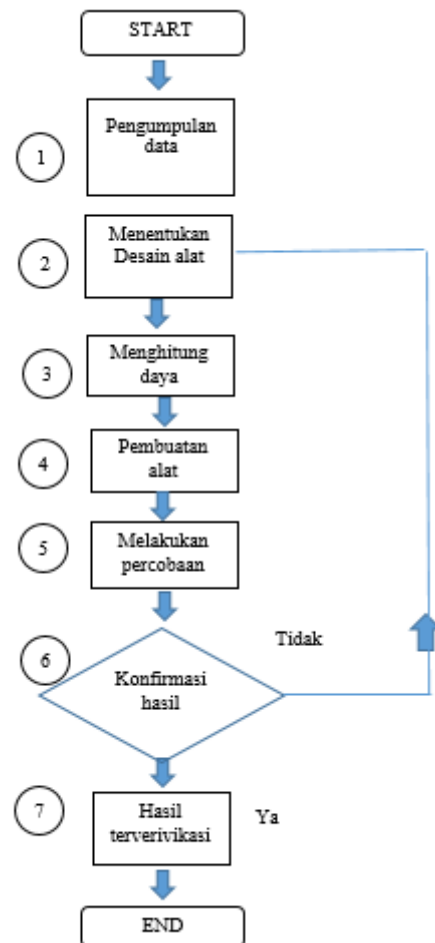 START
Pengumpulan
data
1
Menentukan
Desain alat
2
Menghitung
daya
3
Pembuatan
alat
4
Melakukan
percobaan
5
Tidak
6
Konfirmasi
hasil
7
Hasil
terverivikasi
Ya
END